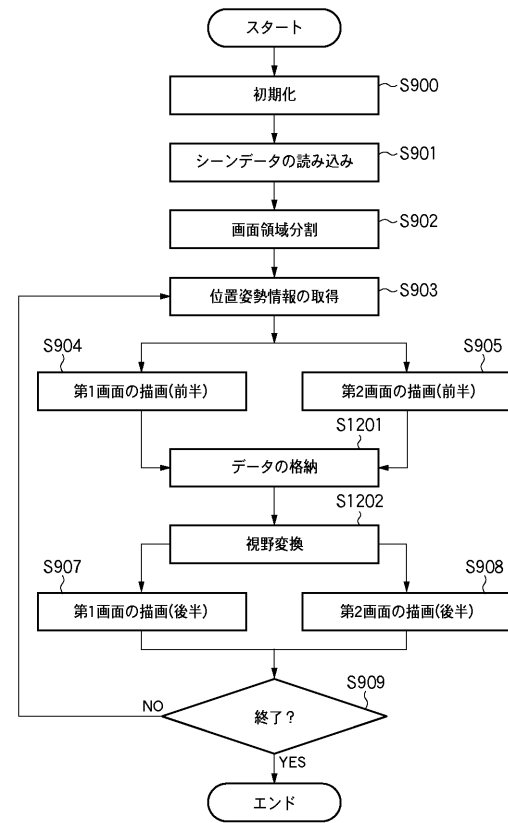 スタート
初期化
S900
シーンデータの読み込み
S901
画面領域分割
S902
位置姿勢情報の取得
S903
S904
第1画面の描画(前半)
S905
第2画面の描画(前半)
S1201
データの格納
S1202
視野変換
S907
第1画面の描画(後半)
S908
第2画面の描画(後半)
S909
終了?
NO
YES
エンド